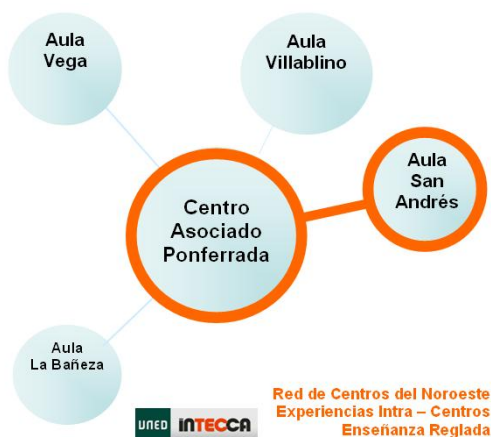 Aula
Vega
Aula
Villablino
Aula
San
Andrés
Centro
Asociado
Ponferrada
Aula
La Bañeza
Red de Centros del Noroeste
Experiencias Intra – Centros
Enseñanza Reglada
UNED INTECCA